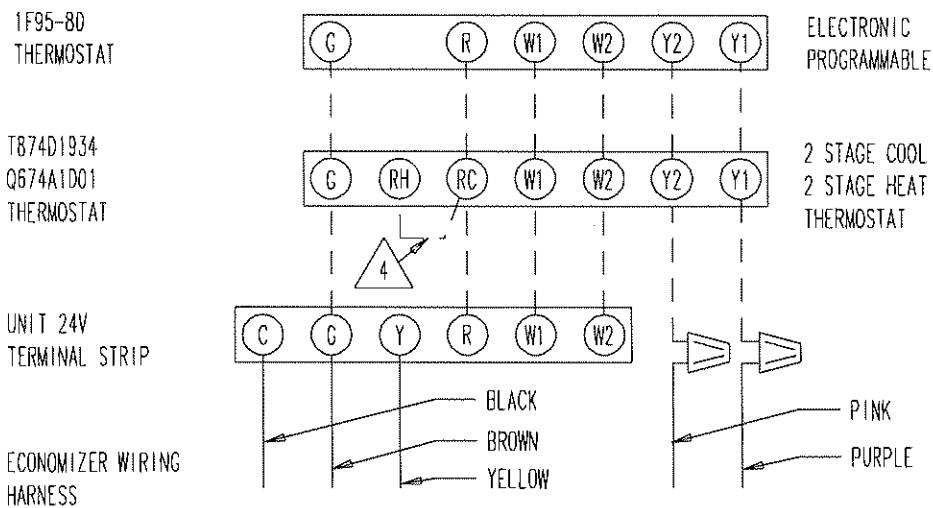 1F95-80
THERMOSTAT
G R W1 W2 Y2 Y1
ELECTRONIC
PROGRAMMABLE
T874D1934
Q674A1001
THERMOSTAT
G RH RC W1 W2 Y2 Y1
2 STAGE COOL
2 STAGE HEAT
THERMOSTAT
4
UNIT 24V
TERMINAL STRIP
C G Y R W1 W2
BLACK
BROWN
YELLOW
PINK
PURPLE
ECONOMIZER WIRING
HARNESS